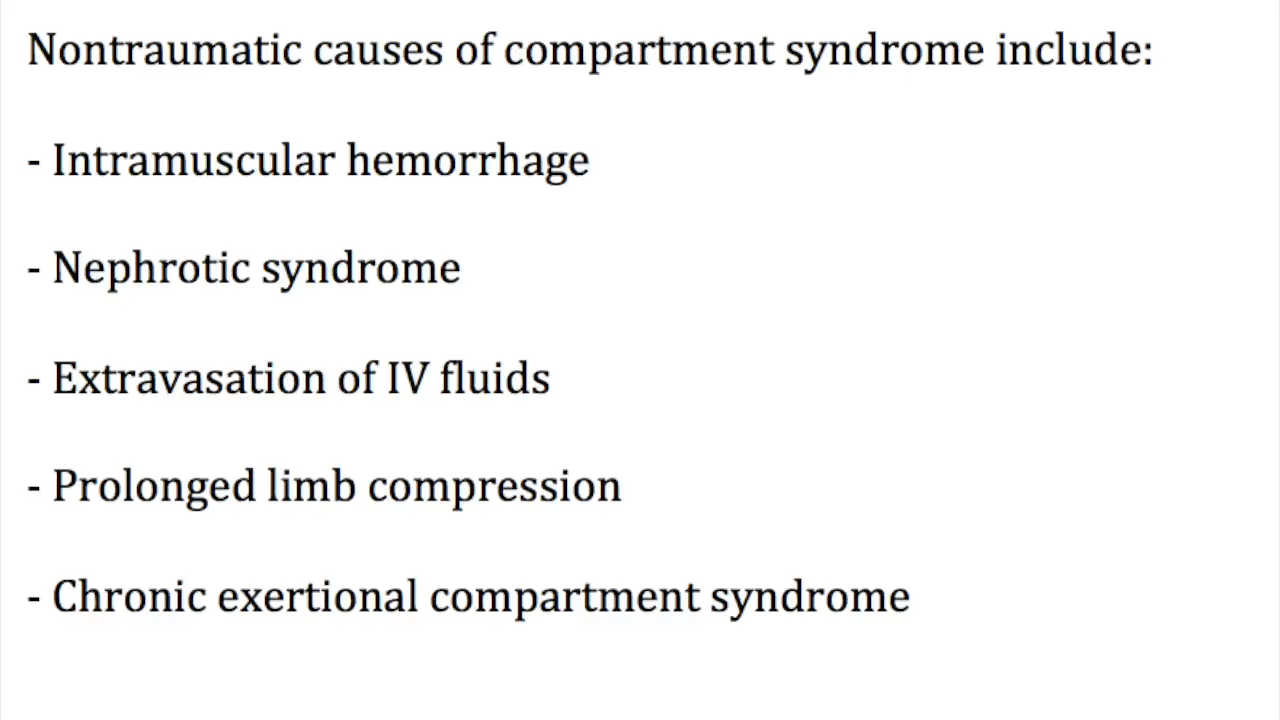 Nontraumatic causes of compartment syndrome include:
- Intramuscular hemorrhage
- Nephrotic syndrome
- Extravasation of IV fluids
- Prolonged limb compression
- Chronic exertional compartment syndrome